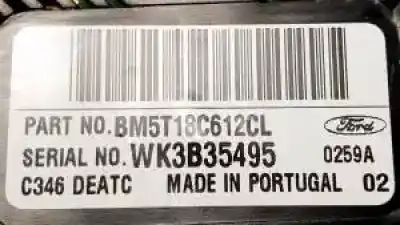 PART NO. BM5T18C612CL Ford
SERIAL NO. WK3B35495 0259A
C346 DEATC MADE IN PORTUGAL 02